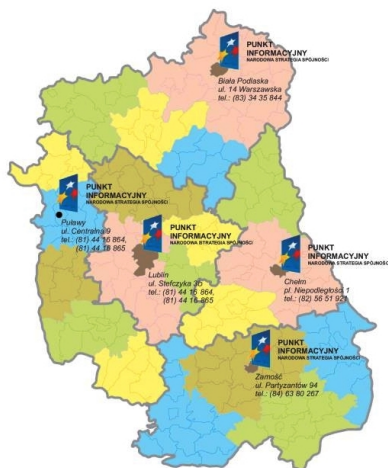 PUNKT
INFORMACYJNY
NARODOWA STRATEGIA SPÓJNOŚCI
Biała Podlaska
ul. 14 Warszawska
tel.: (83) 34 35 844
PUNKT
INFORMACYJNY
NARODOWA STRATEGIA SPÓJNOŚCI
Puławy
ul. Centralna 9
tel.: (81) 44 16 864,
(81) 44 16 865
PUNKT
INFORMACYJNY
NARODOWA STRATEGIA SPÓJNOŚCI
Lublin
ul. Stefczyka 3b
tel.: (81) 44 16 864,
(81) 44 16 865
PUNKT
INFORMACYJNY
NARODOWA STRATEGIA SPÓJNOŚCI
Chełm
pl. Niepodległości 1
tel.: (82) 56 51 921
PUNKT
INFORMACYJNY
NARODOWA STRATEGIA SPÓJNOŚCI
Zamość
ul. Partyzantów 94
tel.: (84) 63 80 267